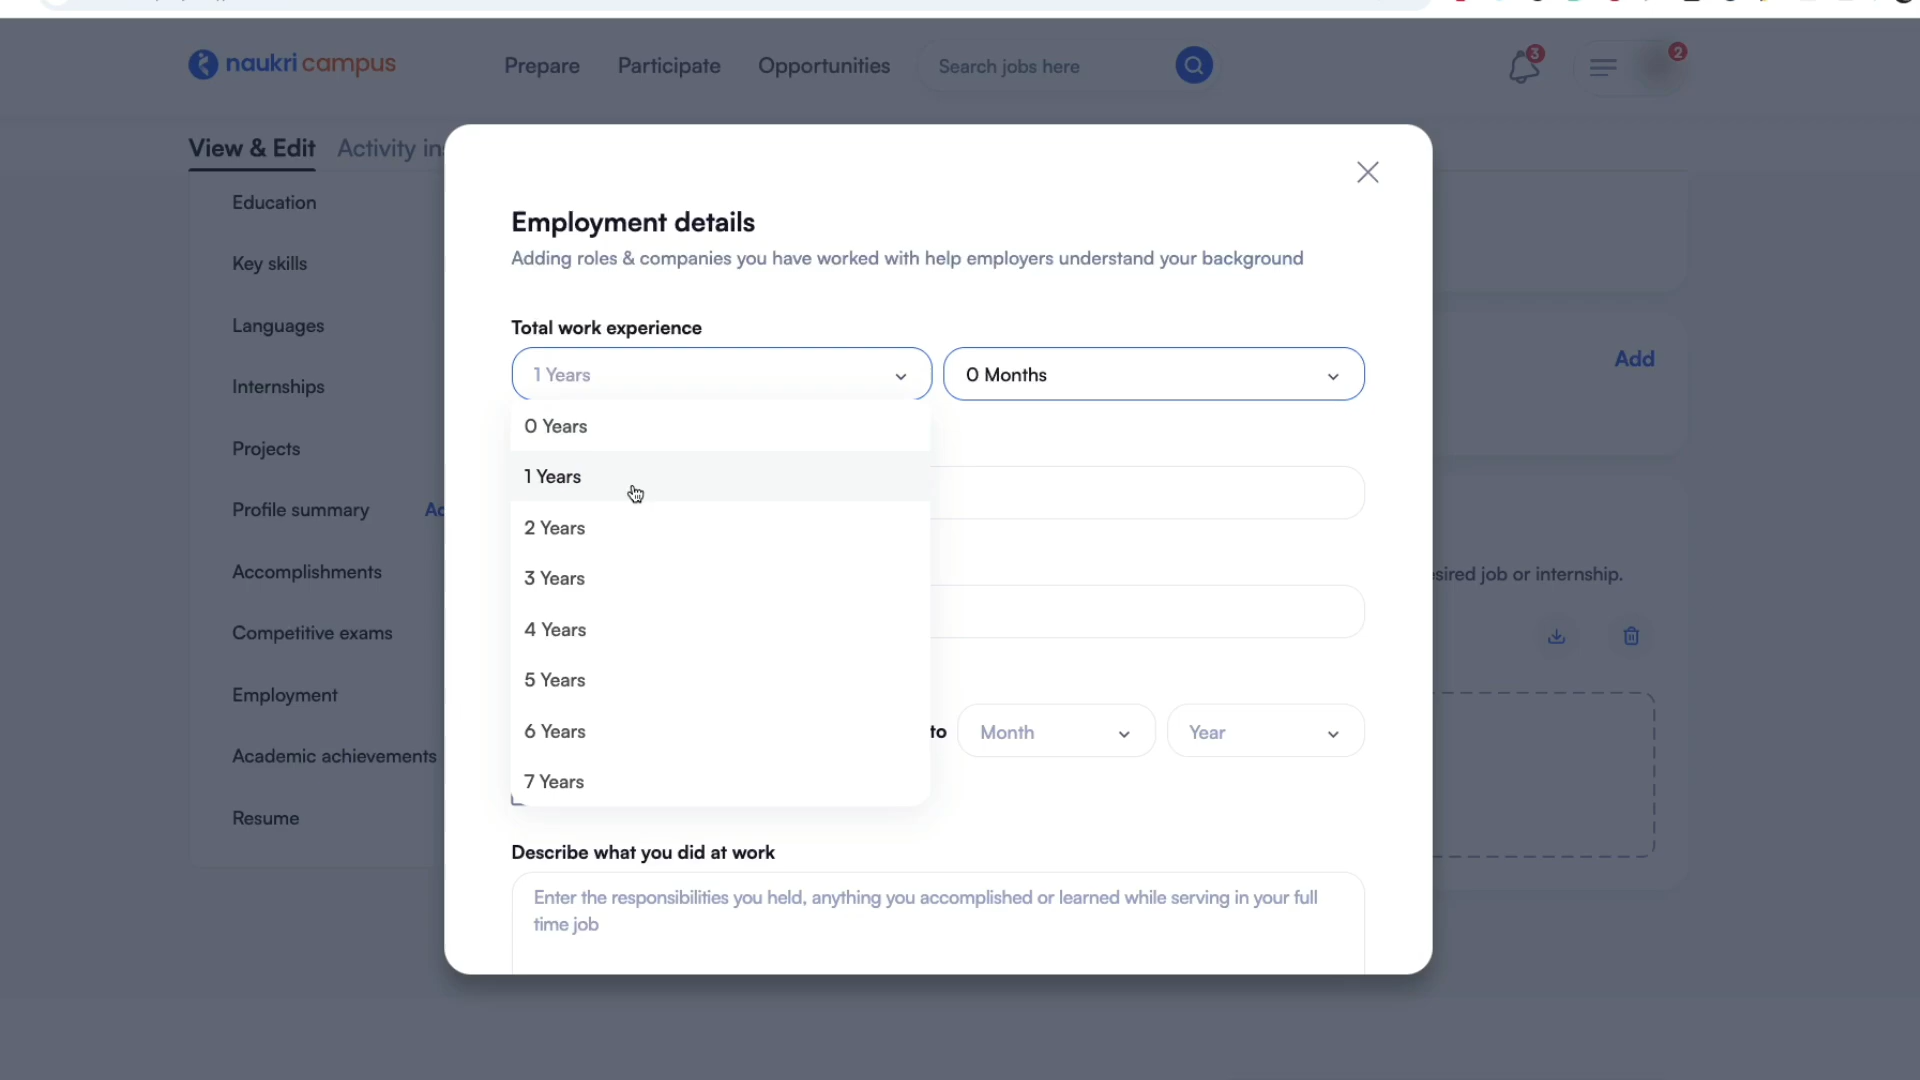 naukri campus
Prepare
Participate
Opportunities
Search jobs here
3
2
View & Edit
Activity in
Education
Key skills
Languages
Internships
Projects
Profile summary
Ad
Accomplishments
Competitive exams
Employment
Academic achievements
Resume
Employment details
Adding roles & companies you have worked with help employers understand your background
Total work experience
1 Years
0 Months
0 Years
1 Years
2 Years
3 Years
4 Years
5 Years
6 Years
7 Years
to
Month
Year
Describe what you did at work
Enter the responsibilities you held, anything you accomplished or learned while serving in your full
time job
Add
esired job or internship.